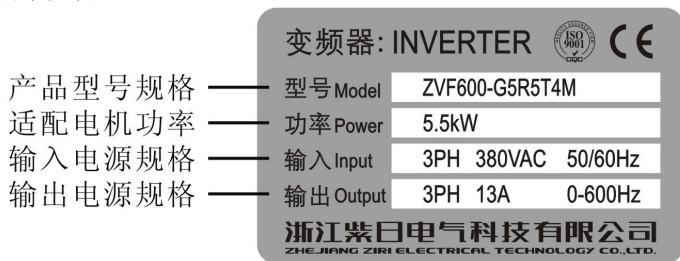 变频器: INVERTER ISO 9001 CQC CE
产品型号规格 型号Model ZVF600-G5R5T4M
适配电机功率 功率Power 5.5kW
输入电源规格 输入Input 3PH 380VAC 50/60Hz
输出电源规格 输出Output 3PH 13A 0-600Hz
浙江紫日电气科技有限公司
ZHEJIANG ZIRI ELECTRICAL TECHNOLOGY CO.,LTD.